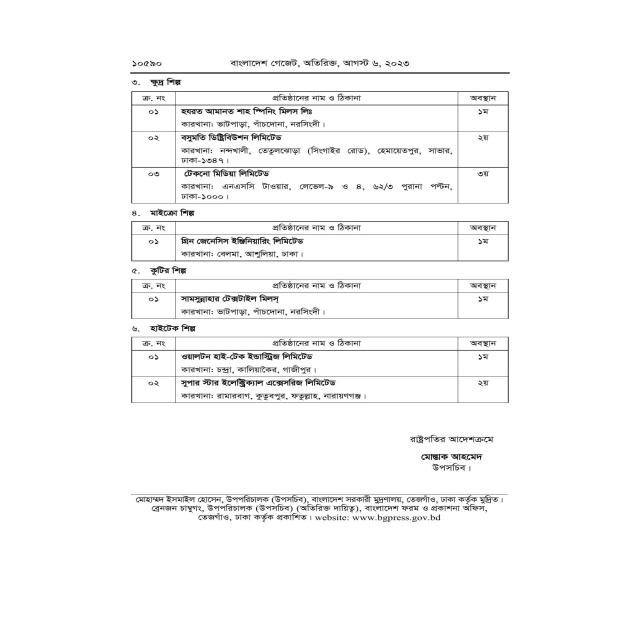 ১০৫৯০ বাংলাদেশ গেজেট, অতিরিক্ত, আগস্ট ৬, ২০২৩
৩. ক্ষুদ্র শিল্প
ক্র. নং প্রতিষ্ঠানের নাম ও ঠিকানা অবস্থান
০১ হযরত আমানত শাহ স্পিনিং মিলস লিঃ ১ম
কারখানা: ভাটপাড়া, পাঁচদোনা, নরসিংদী।
০২ বসুমতি ডিষ্ট্রিবিউশন লিমিটেড ২য়
কারখানা: নন্দখালী, তেতুলঝোড়া (সিংগাইর রোড), হেমায়েতপুর, সাভার,
ঢাকা-১৩৪৭।
০৩ টেকনো মিডিয়া লিমিটেড ৩য়
কারখানা: এনএসসি টাওয়ার, লেভেল-৯ ও ৪, ৬২/৩ পুরানা পল্টন,
ঢাকা-১০০০।
৪. মাইক্রো শিল্প
ক্র. নং প্রতিষ্ঠানের নাম ও ঠিকানা অবস্থান
০১ গ্রিন জেনেসিস ইঞ্জিনিয়ারিং লিমিটেড ১ম
কারখানা: বেলমা, আশুলিয়া, ঢাকা।
৫. কুটির শিল্প
ক্র. নং প্রতিষ্ঠানের নাম ও ঠিকানা অবস্থান
০১ সামসুন্নাহার টেক্সটাইল মিলস্ ১ম
কারখানা: ভাটপাড়া, পাঁচদোনা, নরসিংদী।
৬. হাইটেক শিল্প
ক্র. নং প্রতিষ্ঠানের নাম ও ঠিকানা অবস্থান
০১ ওয়ালটন হাই-টেক ইন্ডাস্ট্রিজ লিমিটেড ১ম
কারখানা: চন্দ্রা, কালিয়াকৈর, গাজীপুর।
০২ সুপার স্টার ইলেক্ট্রিক্যাল এক্সেসরিজ লিমিটেড ২য়
কারখানা: রামারবাগ, কুতুবপুর, ফতুল্লাহ, নারায়ণগঞ্জ।
রাষ্ট্রপতির আদেশক্রমে
মোস্তাক আহমেদ
উপসচিব।
মোহাম্মদ ইসমাইল হোসেন, উপপরিচালক (উপসচিব), বাংলাদেশ সরকারী মুদ্রণালয়, তেজগাঁও, ঢাকা কর্তৃক মুদ্রিত।
ব্রেনজন চাম্বুগং, উপপরিচালক (উপসচিব) (অতিরিক্ত দায়িত্ব), বাংলাদেশ ফরম ও প্রকাশনা অফিস,
তেজগাঁও, ঢাকা কর্তৃক প্রকাশিত। website: www.bgpress.gov.bd